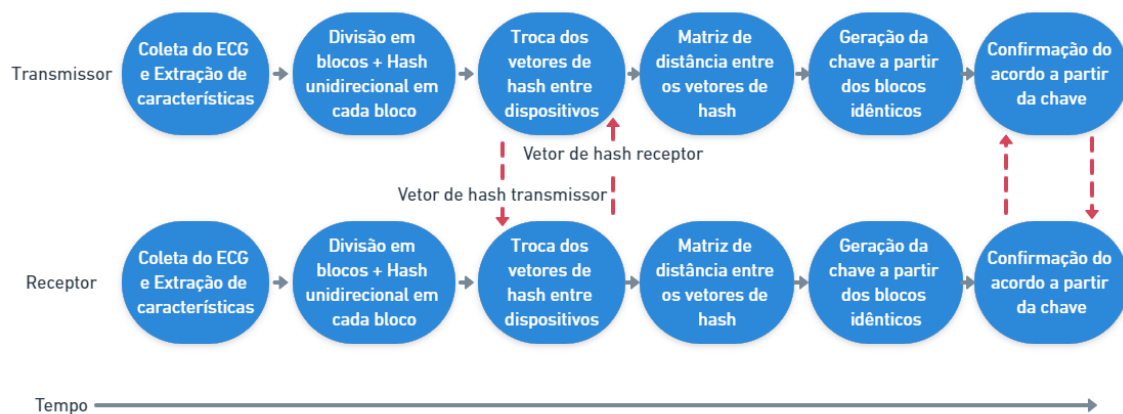 Transmissor
Coleta do ECG
e Extração de
características
Divisão em
blocos + Hash
unidirecional em
cada bloco
Troca dos
vetores de
hash entre
dispositivos
Matriz de
distância entre
os vetores de
hash
Geração da
chave a partir
dos blocos
idênticos
Confirmação do
acordo a partir
da chave
Vetor de hash receptor
Vetor de hash transmissor
Receptor
Coleta do ECG
e Extração de
características
Divisão em
blocos + Hash
unidirecional em
cada bloco
Troca dos
vetores de
hash entre
dispositivos
Matriz de
distância entre
os vetores de
hash
Geração da
chave a partir
dos blocos
idênticos
Confirmação do
acordo a partir
da chave
Tempo